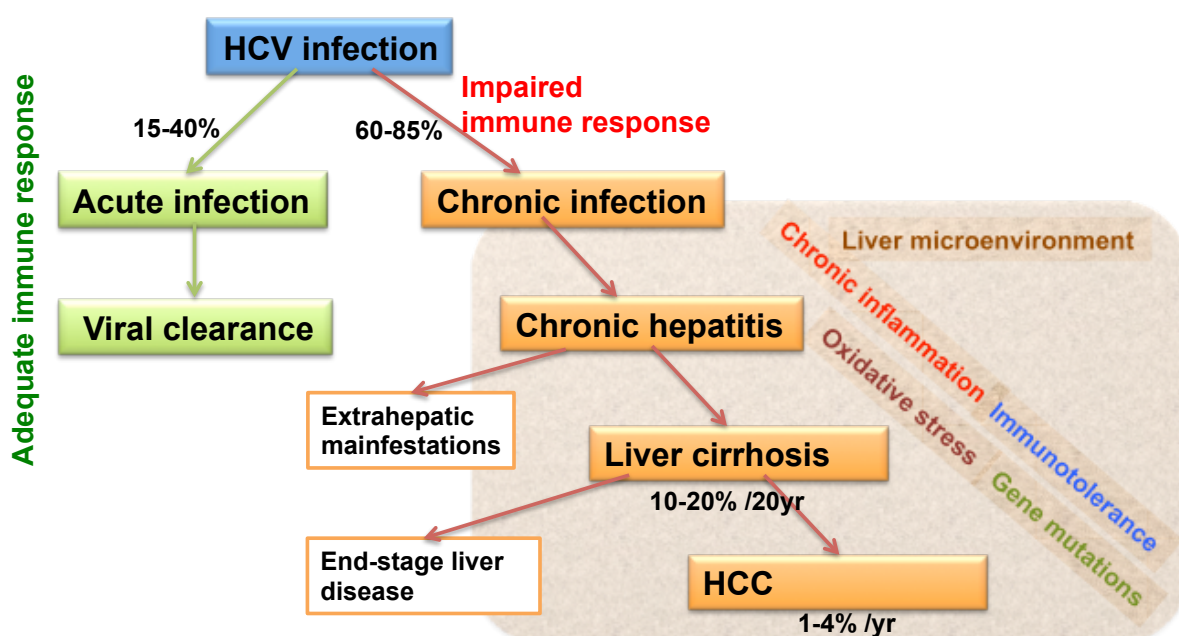 HCV infection
Adequate immune response
Impaired
immune response
15-40%
60-85%
Acute infection
Chronic infection
Liver microenvironment
Chronic inflammation
Viral clearance
Chronic hepatitis
Oxidative stress
Immunotolerance
Extrahepatic
mainfestations
Liver cirrhosis
Gene mutations
10-20% /20yr
End-stage liver
disease
HCC
1-4% /yr